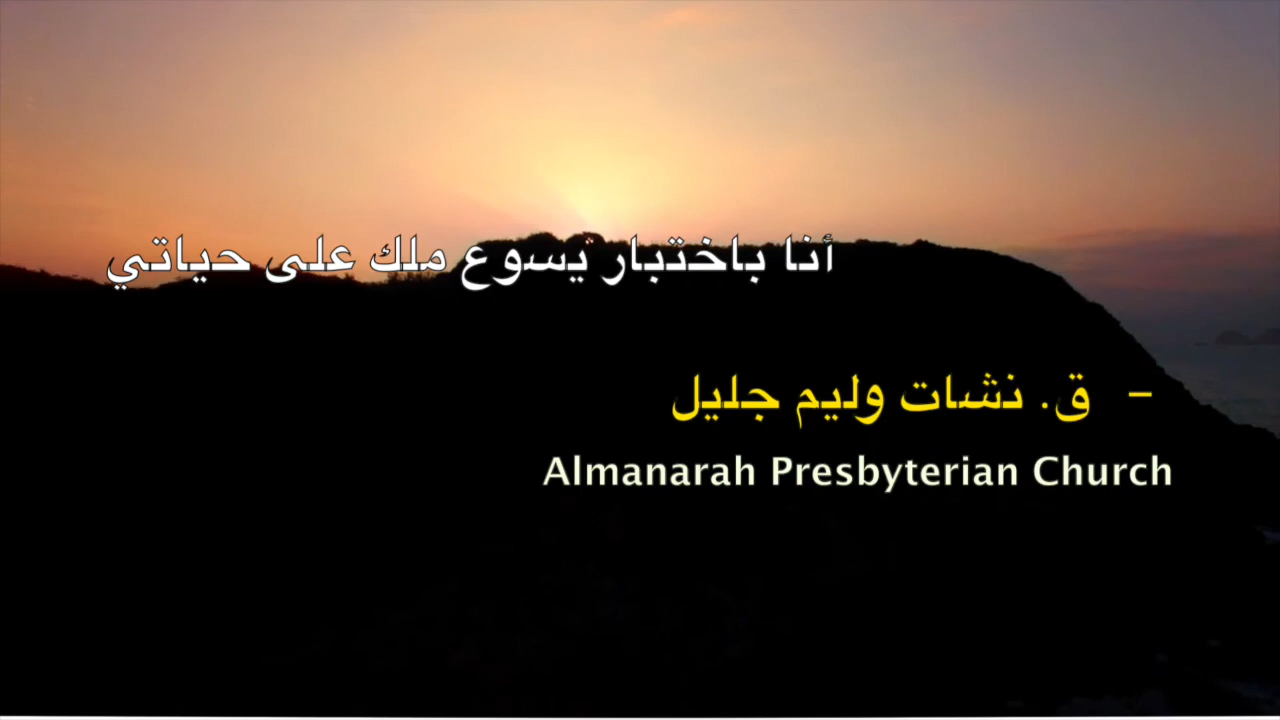 أنا باختبار يسوع ملك على حياتي
- ق. نشات وليم جليل
Almanarah Presbyterian Church